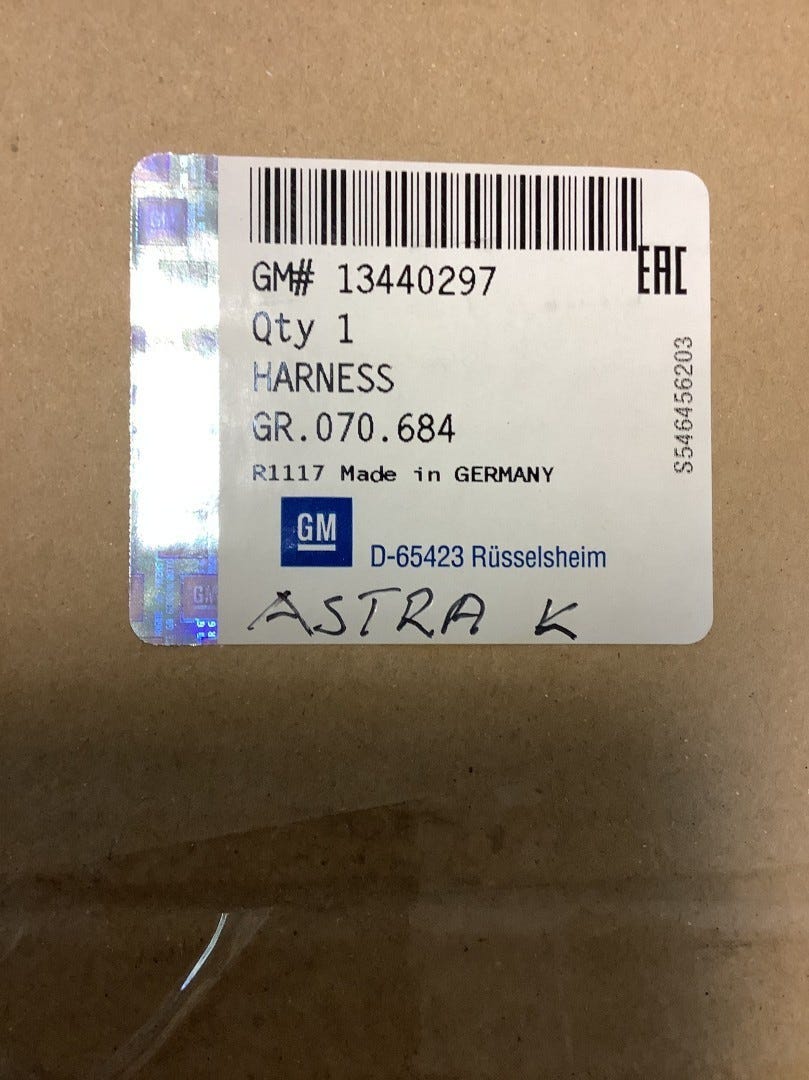 EAC
GM# 13440297
Qty 1
HARNESS
GR.070.684
R1117 Made in GERMANY
S546456203
GM
D-65423 Rüsselsheim
ASTRA K